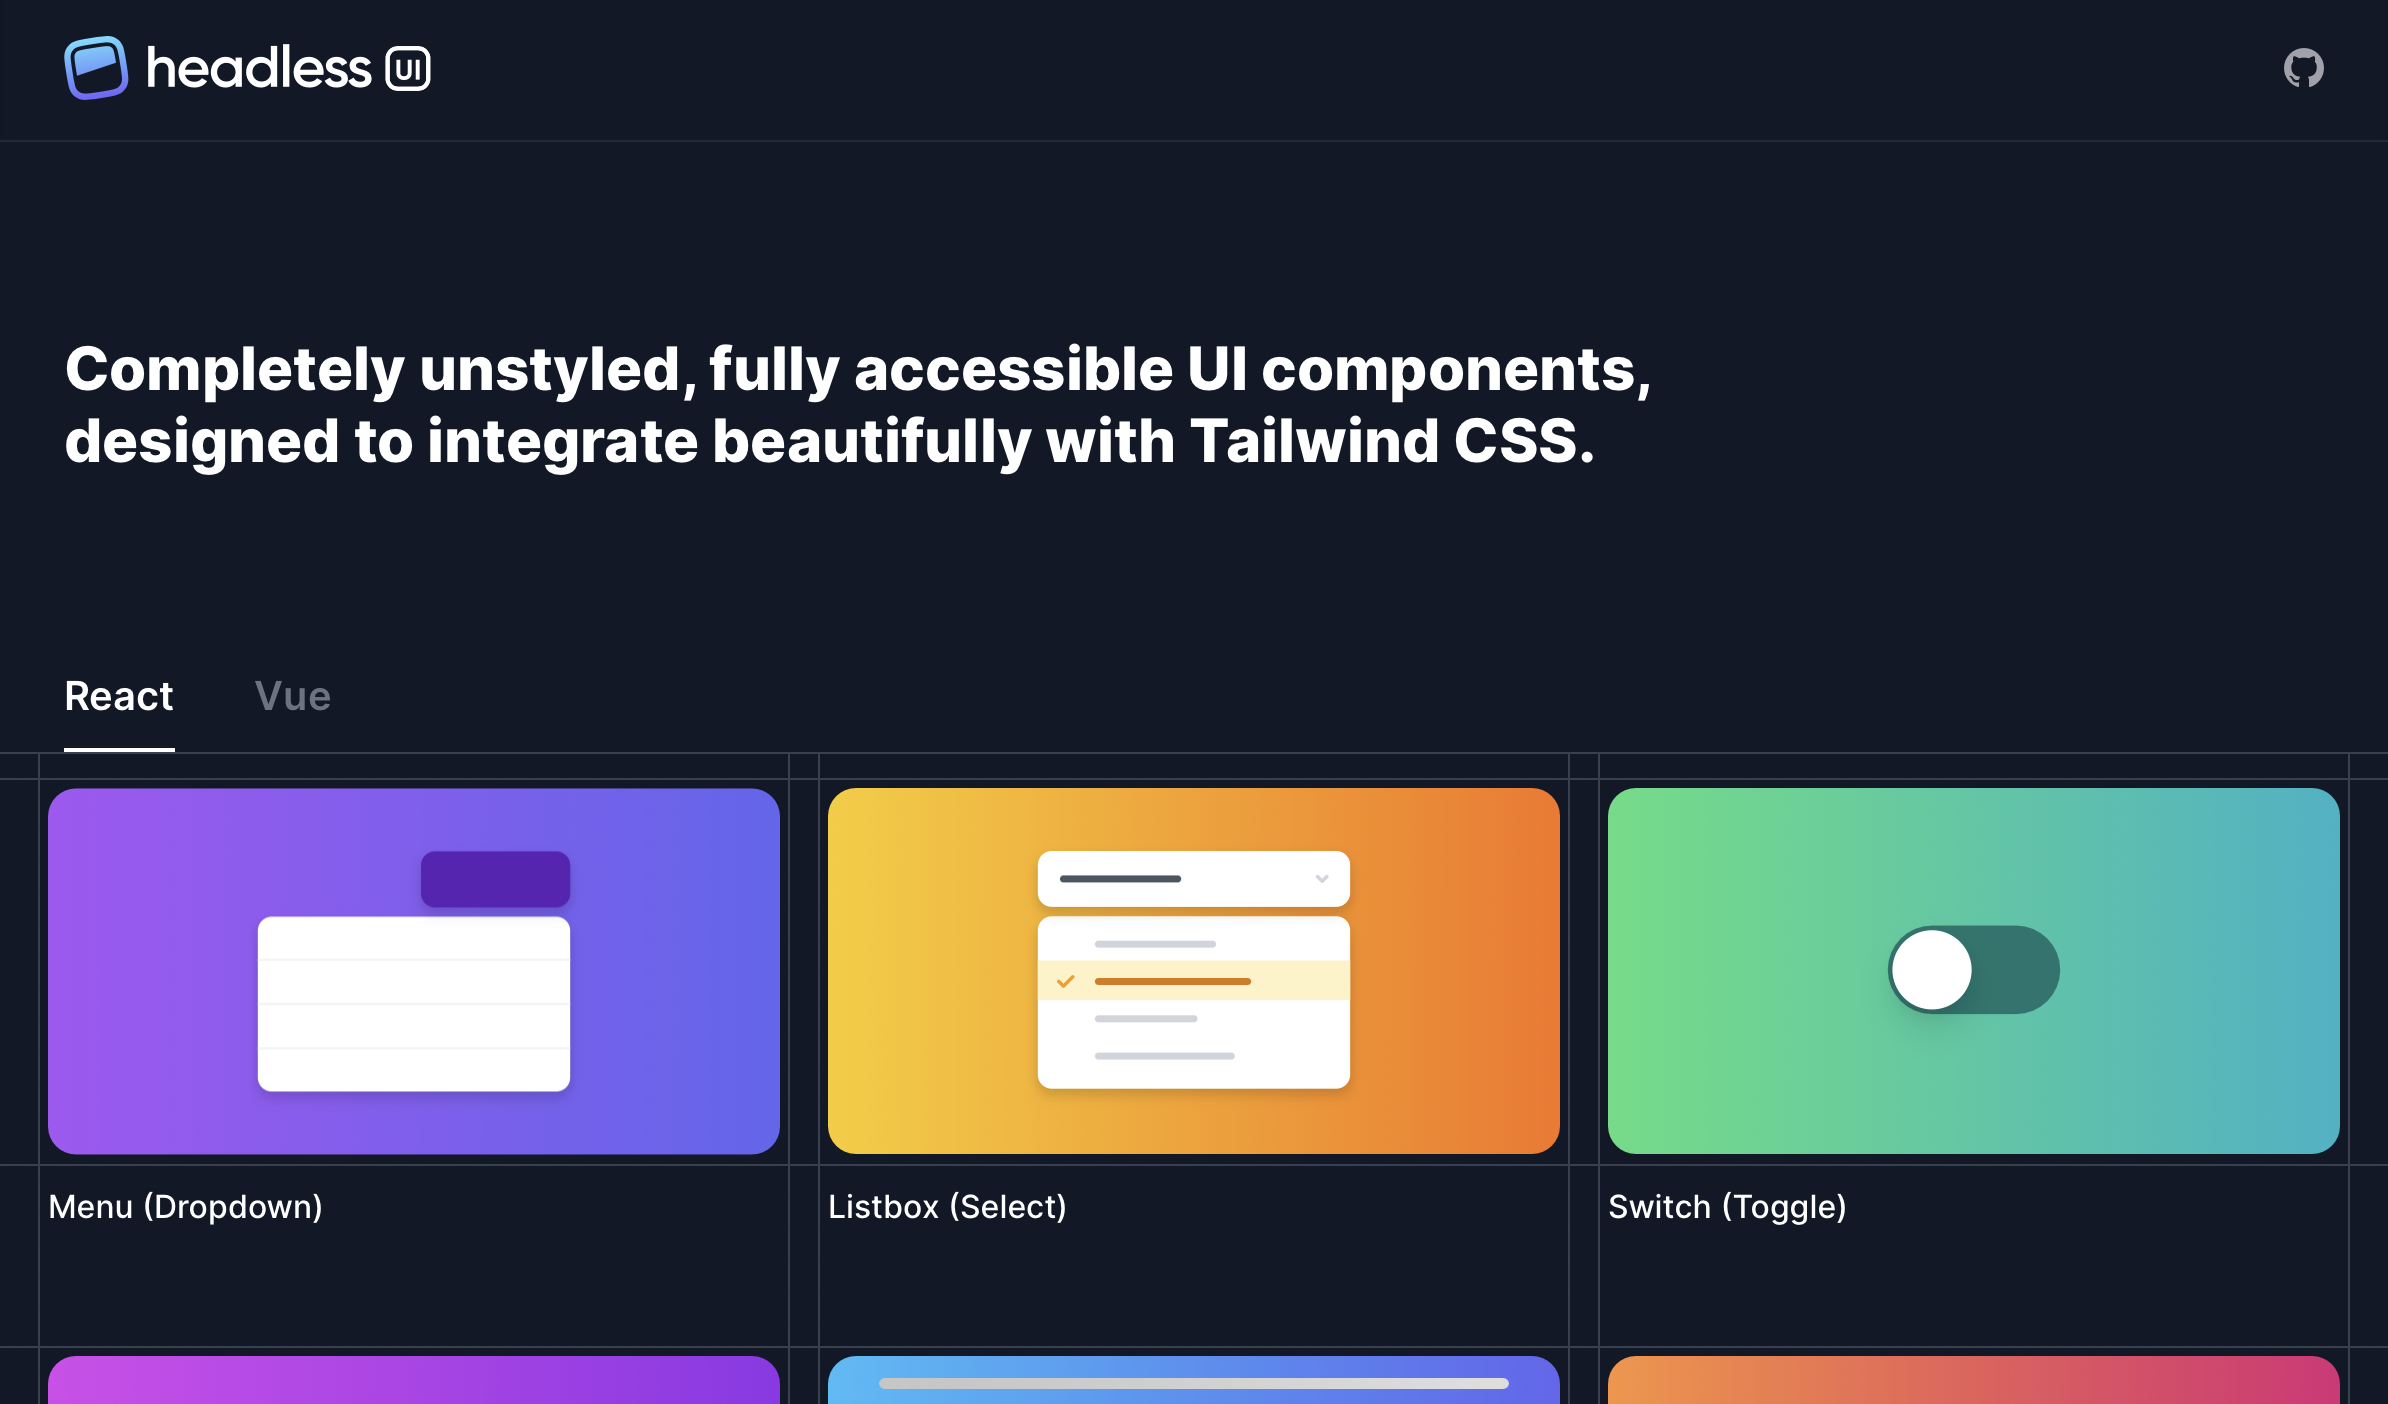 headless UI
Completely unstyled, fully accessible UI components,
designed to integrate beautifully with Tailwind CSS.
React Vue
Menu (Dropdown)
Listbox (Select)
Switch (Toggle)